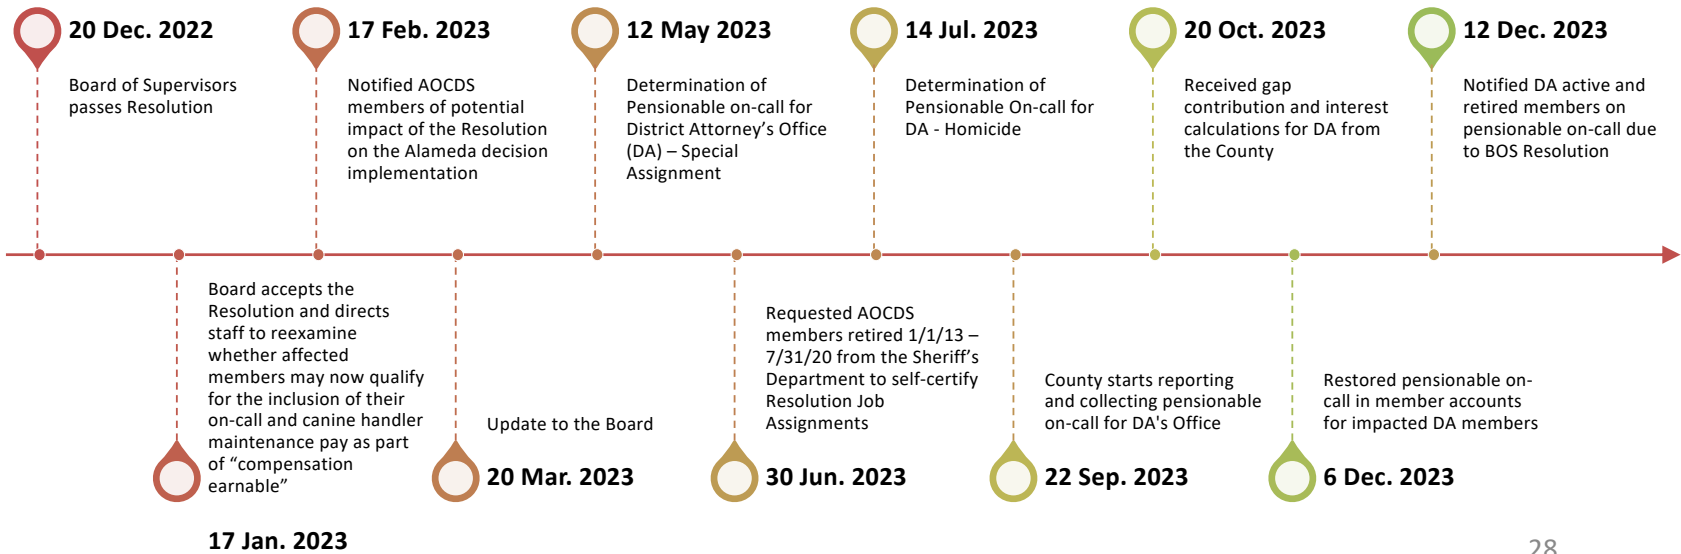 20 Dec. 2022
Board of Supervisors
passes Resolution
17 Feb. 2023
Notified AOCDS
members of potential
impact of the Resolution
on the Alameda decision
implementation
12 May 2023
Determination of
Pensionable on-call for
District Attorney’s Office
(DA) – Special
Assignment
14 Jul. 2023
Determination of
Pensionable On-call for
DA - Homicide
20 Oct. 2023
Received gap
contribution and interest
calculations for DA from
the County
12 Dec. 2023
Notified DA active and
retired members on
pensionable on-call due
to BOS Resolution
Board accepts the
Resolution and directs
staff to reexamine
whether affected
members may now qualify
for the inclusion of their
on-call and canine handler
maintenance pay as part
of “compensation
earnable”
17 Jan. 2023
Update to the Board
20 Mar. 2023
Requested AOCDS
members retired 1/1/13 –
7/31/20 from the Sheriff’s
Department to self-certify
Resolution Job
Assignments
30 Jun. 2023
County starts reporting
and collecting pensionable
on-call for DA's Office
22 Sep. 2023
Restored pensionable on-
call in member accounts
for impacted DA members
6 Dec. 2023
28